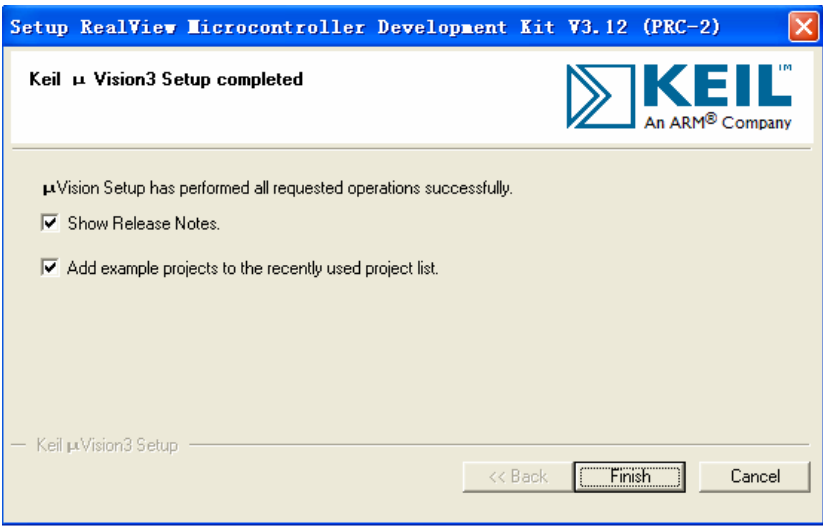 Setup RealView Microcontroller Development Kit V3.12 (PRC-2)
Keil μ Vision3 Setup completed
KEIL™
An ARM® Company
μVision Setup has performed all requested operations successfully.
Show Release Notes.
Add example projects to the recently used project list.
Keil μVision3 Setup
<< Back
Finish
Cancel